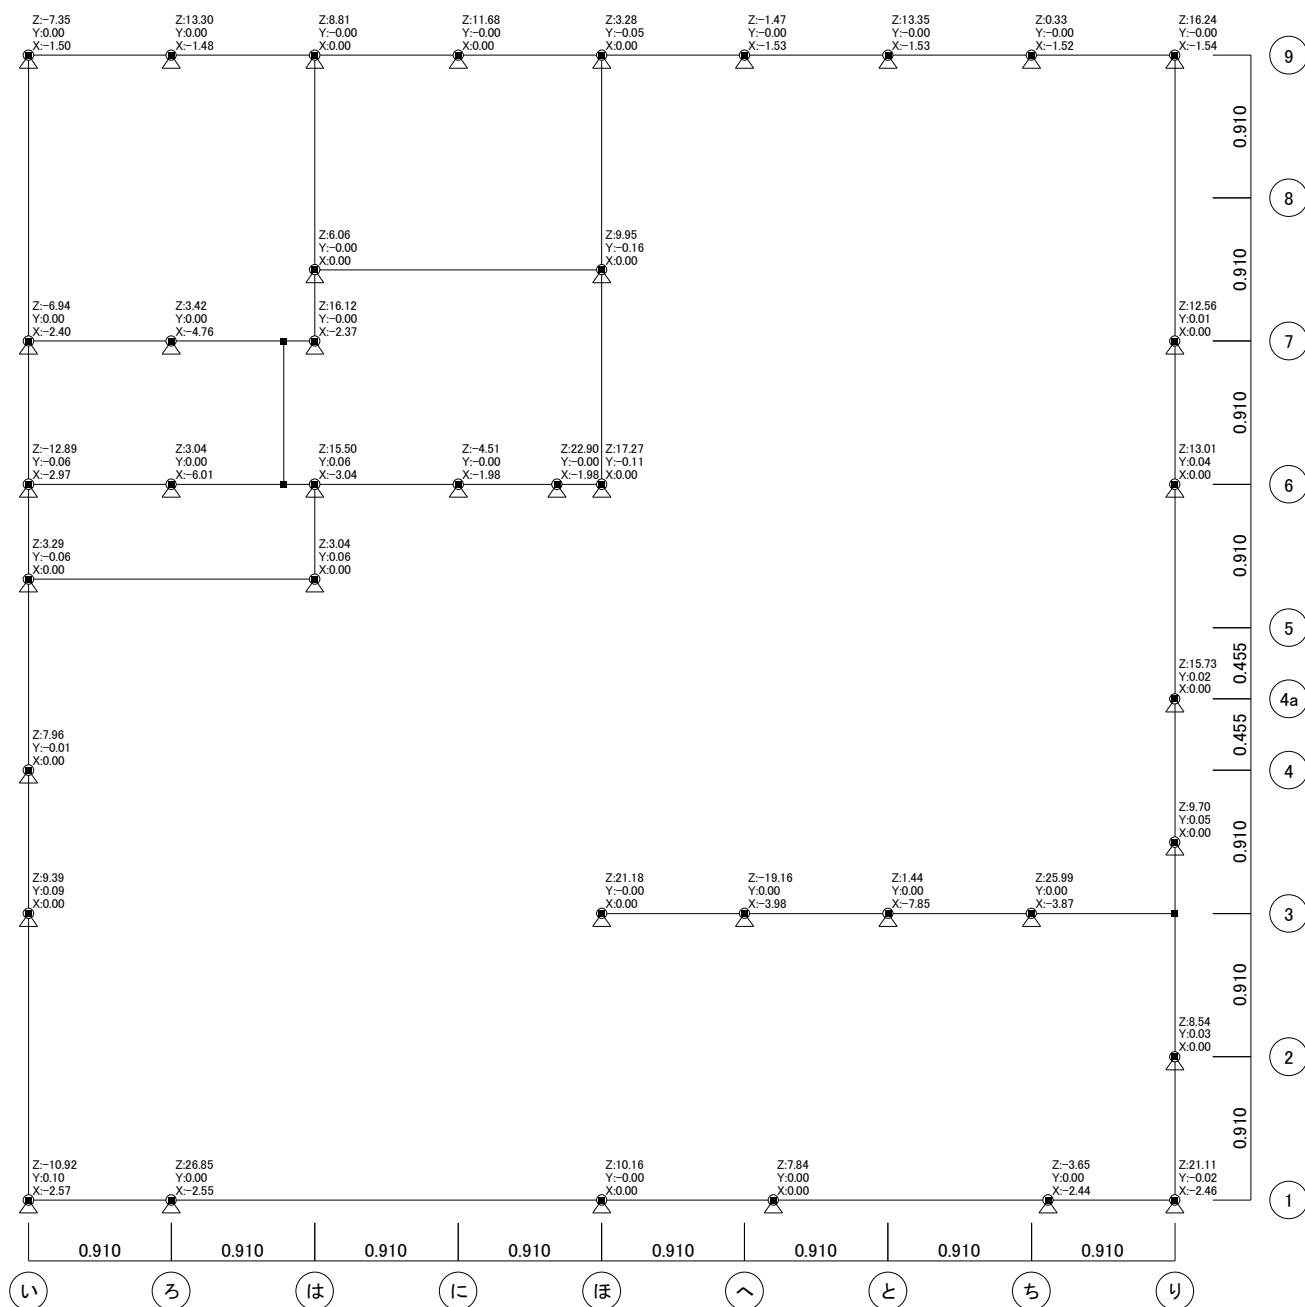 Z:-7.35
Y:0.00
X:-1.50
Z:13.30
Y:0.00
X:-1.48
Z:8.81
Y:-0.00
X:0.00
Z:11.68
Y:-0.00
X:0.00
Z:3.28
Y:-0.05
X:0.00
Z:-1.47
Y:-0.00
X:-1.53
Z:13.35
Y:-0.00
X:-1.53
Z:0.33
Y:-0.00
X:-1.52
Z:16.24
Y:-0.00
X:-1.54
9
0.910
8
Z:6.06
Y:-0.00
X:0.00
Z:9.95
Y:-0.16
X:0.00
0.910
Z:-6.94
Y:0.00
X:-2.40
Z:3.42
Y:0.00
X:-4.76
Z:16.12
Y:-0.00
X:-2.37
Z:12.56
Y:0.01
X:0.00
7
0.910
Z:-12.89
Y:-0.06
X:-2.97
Z:3.04
Y:0.00
X:-6.01
Z:15.50
Y:0.06
X:-3.04
Z:-4.51
Y:-0.00
X:-1.98
Z:22.90
Y:-0.00
X:-1.98
Z:17.27
Y:-0.11
X:0.00
Z:13.01
Y:0.04
X:0.00
6
Z:3.29
Y:-0.06
X:0.00
Z:3.04
Y:0.06
X:0.00
0.910
5
0.455
Z:15.73
Y:0.02
X:0.00
4a
0.455
Z:7.96
Y:-0.01
X:0.00
4
Z:9.70
Y:0.05
X:0.00
0.910
Z:9.39
Y:0.09
X:0.00
Z:21.18
Y:-0.00
X:0.00
Z:-19.16
Y:0.00
X:-3.98
Z:1.44
Y:0.00
X:-7.85
Z:25.99
Y:0.00
X:-3.87
3
0.910
Z:8.54
Y:0.03
X:0.00
2
0.910
Z:-10.92
Y:0.10
X:-2.57
Z:26.85
Y:0.00
X:-2.55
Z:10.16
Y:-0.00
X:0.00
Z:7.84
Y:0.00
X:0.00
Z:-3.65
Y:0.00
X:-2.44
Z:21.11
Y:-0.02
X:-2.46
1
0.910
0.910
0.910
0.910
0.910
0.910
0.910
0.910
い
ろ
は
に
ほ
へ
と
ち
り